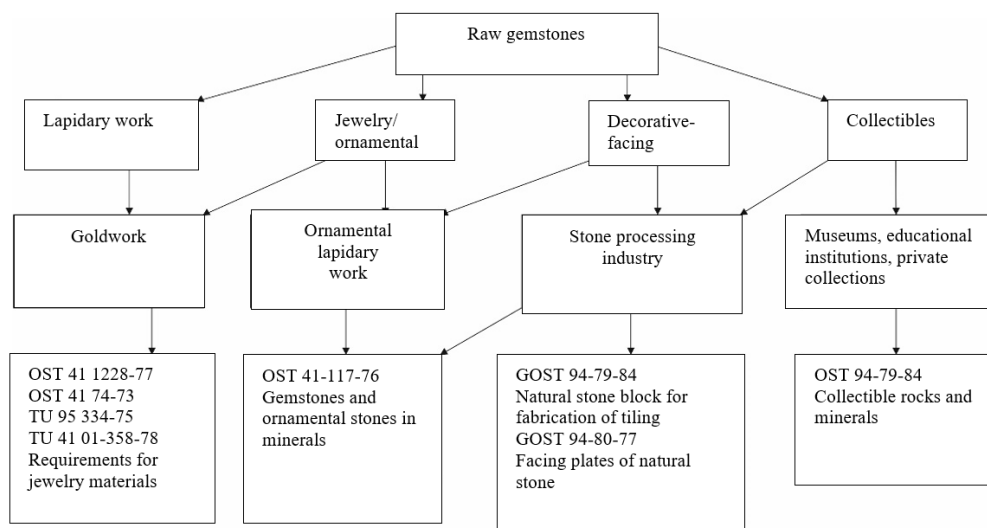 Raw gemstones
Lapidary work
Jewelry/
ornamental
Decorative-
facing
Collectibles
Goldwork
Ornamental
lapidary
work
Stone processing
industry
Museums, educational
institutions, private
collections
OST 41 1228-77
OST 41 74-73
TU 95 334-75
TU 41 01-358-78
Requirements for
jewelry materials
OST 41-117-76
Gemstones and
ornamental stones in
minerals
GOST 94-79-84
Natural stone block for
fabrication of tiling
GOST 94-80-77
Facing plates of natural
stone
OST 94-79-84
Collectible rocks and
minerals